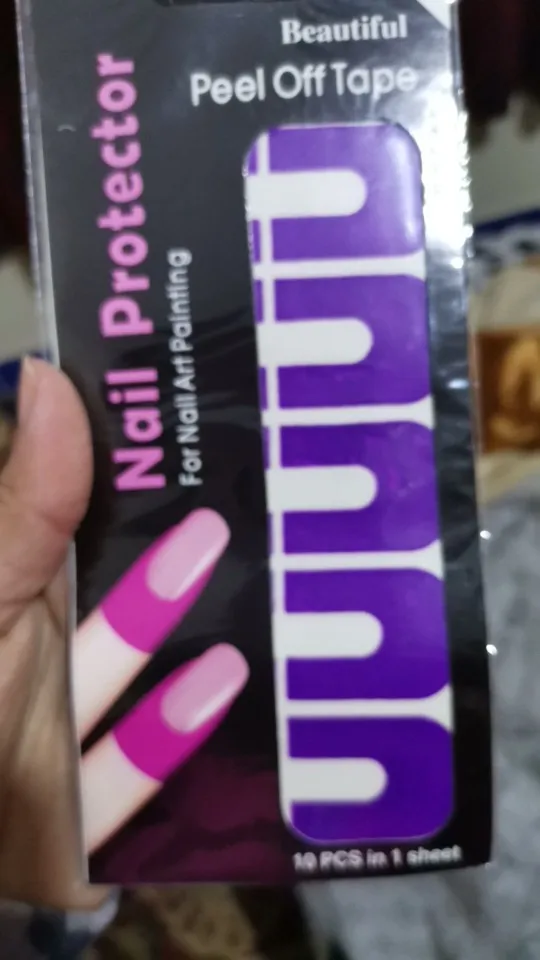 Beautiful
Peel Off Tape
Nail Protector
For Nail Art Painting
10 PCS in 1 sheet